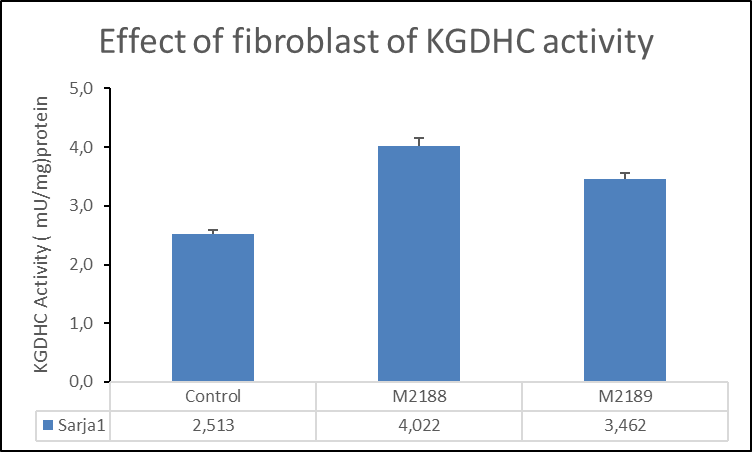 Effect of fibroblast of KGDHC activity
KGDHC Activity ( mU/mg)protein
5,0
4,0
3,0
2,0
1,0
0,0
Control M2188 M2189
Sarja1 2,513 4,022 3,462